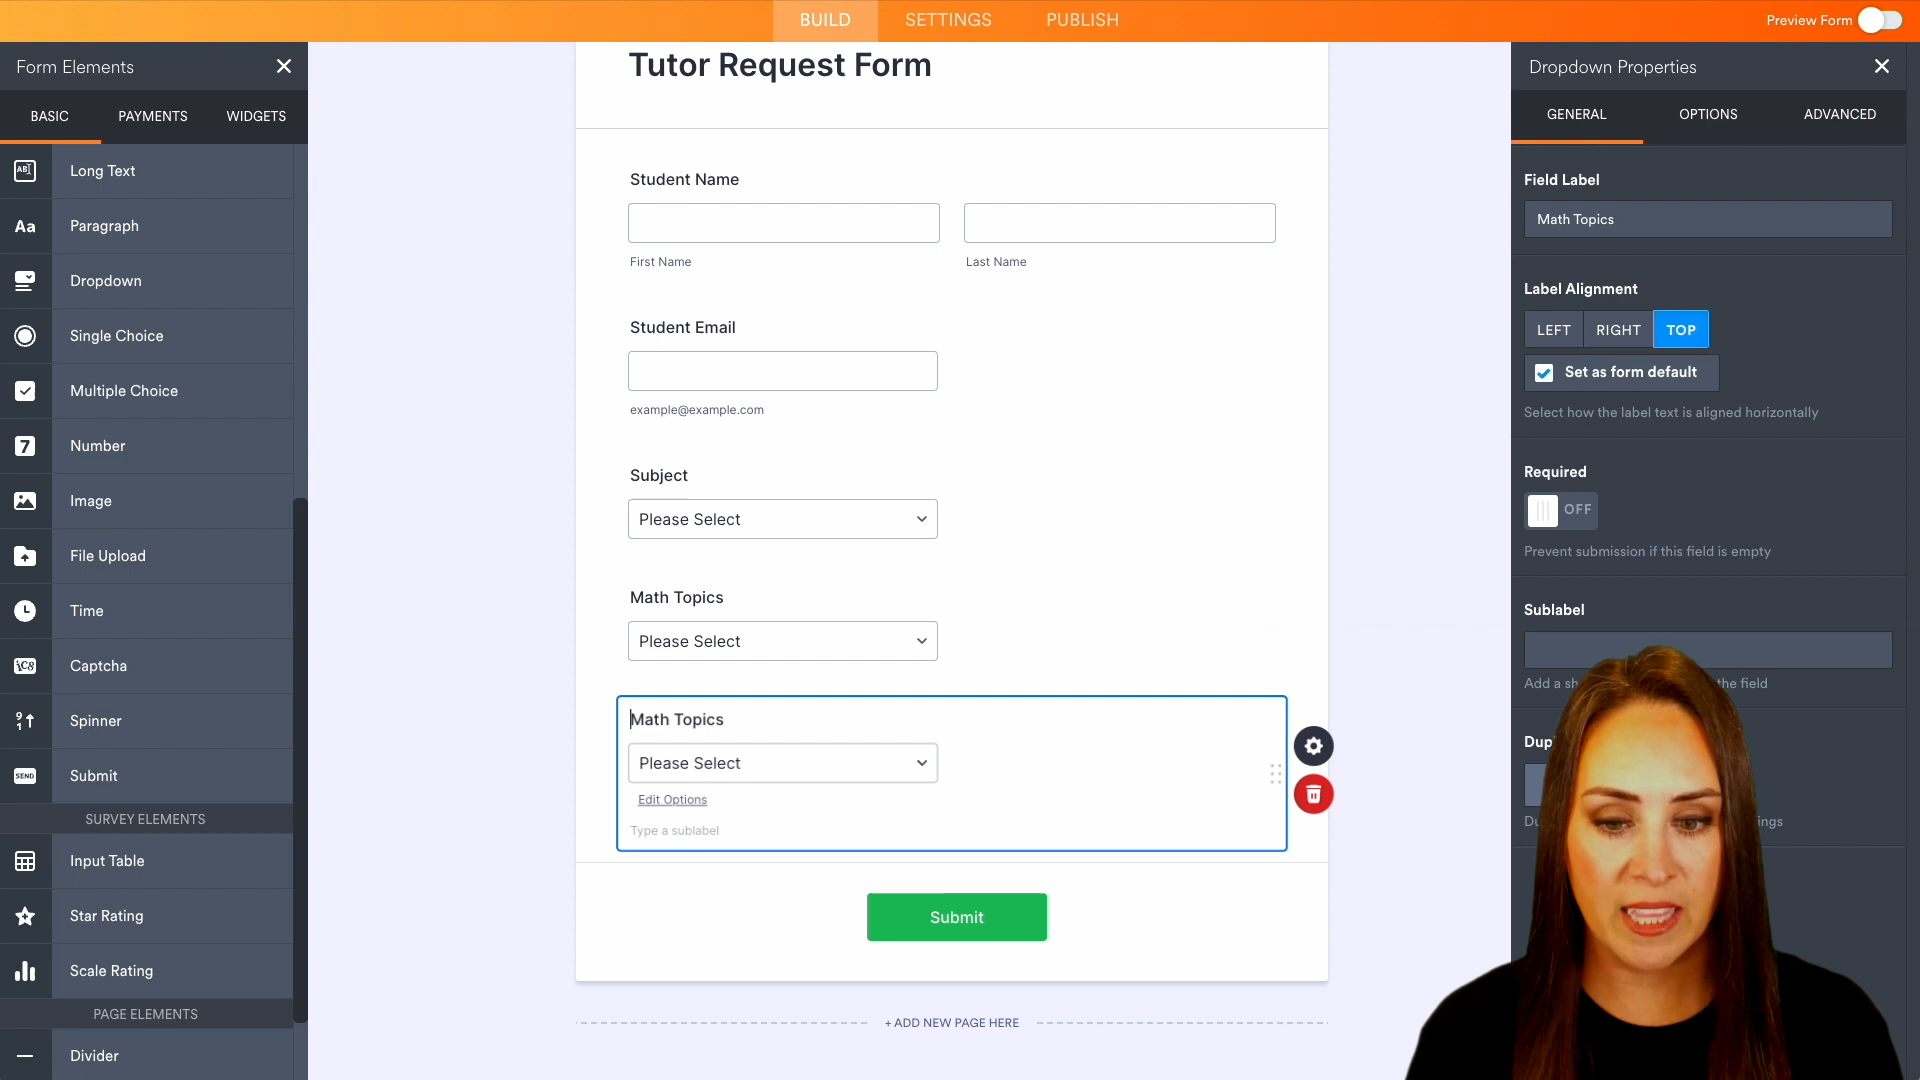 BUILD SETTINGS PUBLISH Preview Form
Form Elements
BASIC PAYMENTS WIDGETS
Long Text
Aa Paragraph
Dropdown
Single Choice
Multiple Choice
7 Number
Image
File Upload
Time
Captcha
Spinner
SEND Submit
SURVEY ELEMENTS
Input Table
Star Rating
Scale Rating
PAGE ELEMENTS
Divider
Tutor Request Form
Student Name
First Name Last Name
Student Email
example@example.com
Subject
Please Select
Math Topics
Please Select
Math Topics
Please Select
Edit Options
Type a sublabel
Submit
+ ADD NEW PAGE HERE
Dropdown Properties
GENERAL OPTIONS ADVANCED
Field Label
Math Topics
Label Alignment
LEFT RIGHT TOP
Set as form default
Select how the label text is aligned horizontally
Required
OFF
Prevent submission if this field is empty
Sublabel
Add a the field